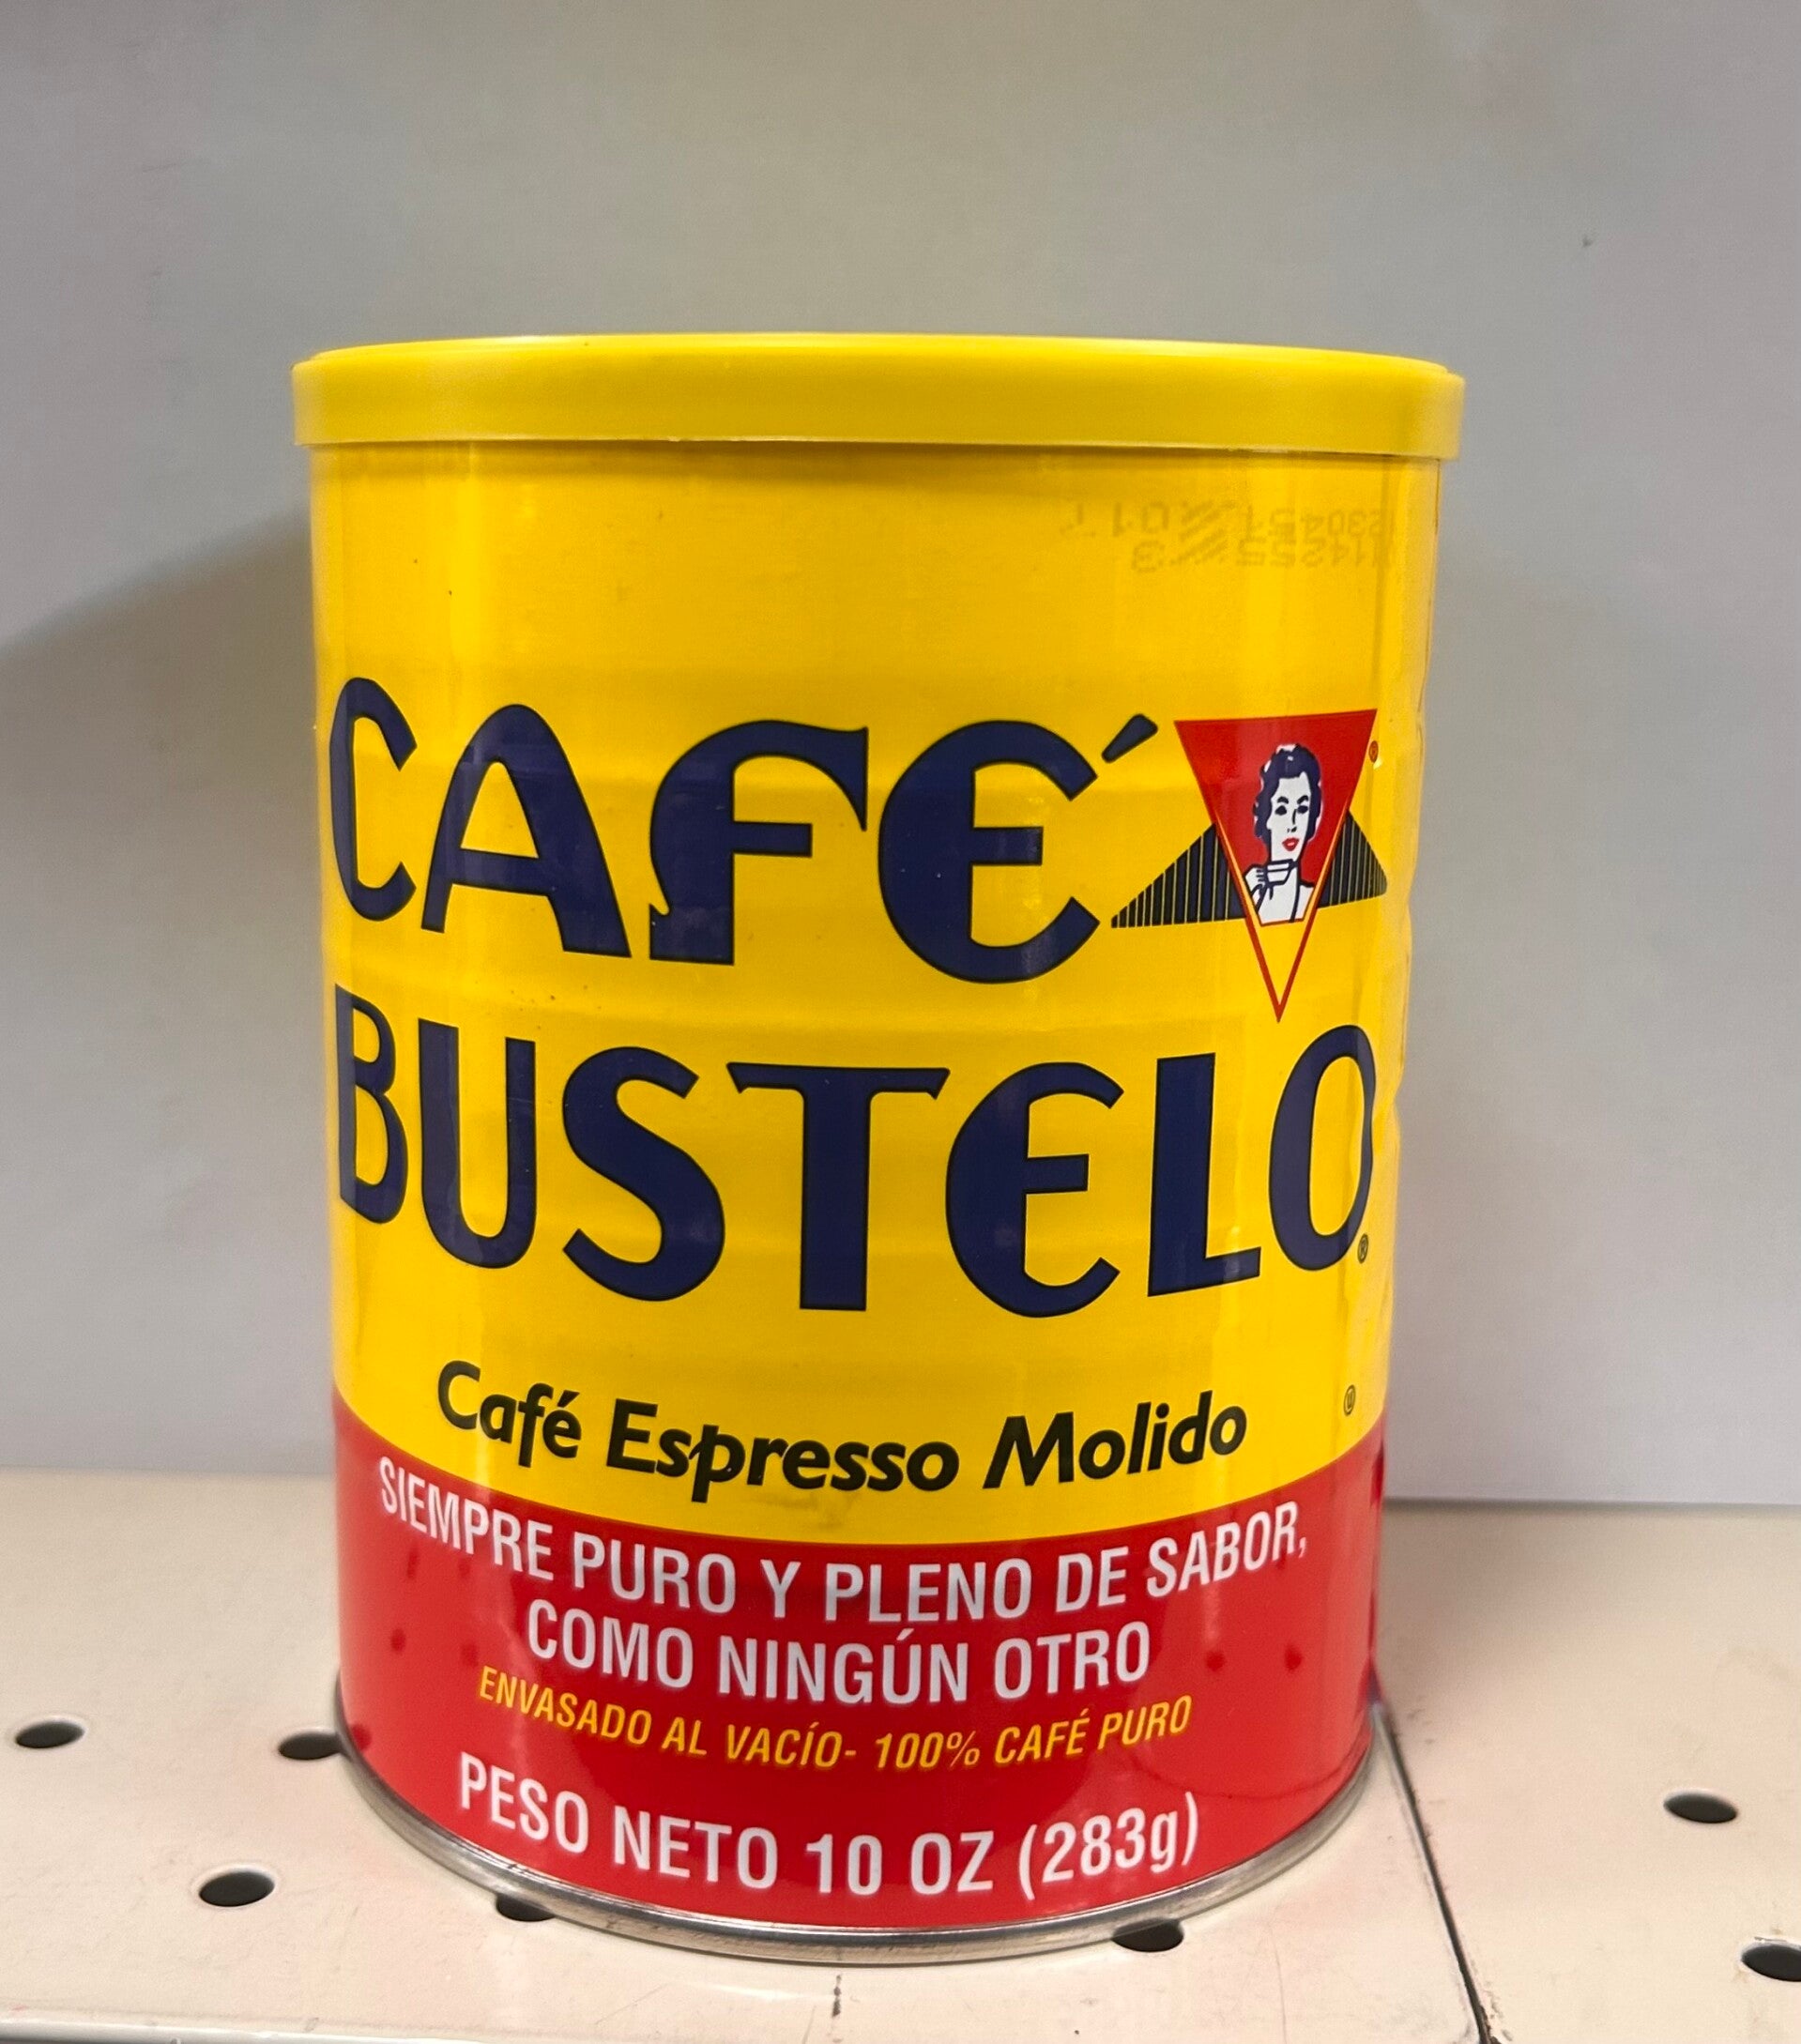 CAFÉ
BUSTELO®
Café Espresso Molido
SIEMPRE PURO Y PLENO DE SABOR,
COMO NINGÚN OTRO
ENVASADO AL VACÍO- 100% CAFÉ PURO
PESO NETO 10 OZ (283g)